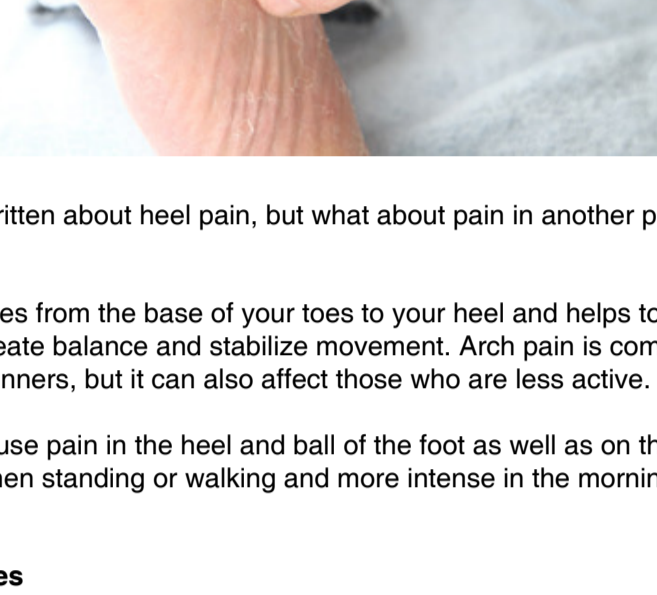 ritten about heel pain, but what about pain in another p
es from the base of your toes to your heel and helps to
eate balance and stabilize movement. Arch pain is com
nners, but it can also affect those who are less active.
use pain in the heel and ball of the foot as well as on th
en standing or walking and more intense in the mornin
es